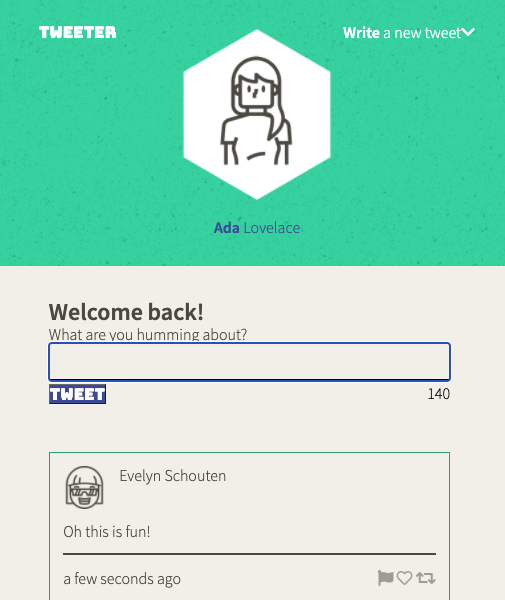 TWEETER
Write a new tweet
Ada Lovelace
Welcome back!
What are you humming about?
TWEET
140
Evelyn Schouten
Oh this is fun!
a few seconds ago